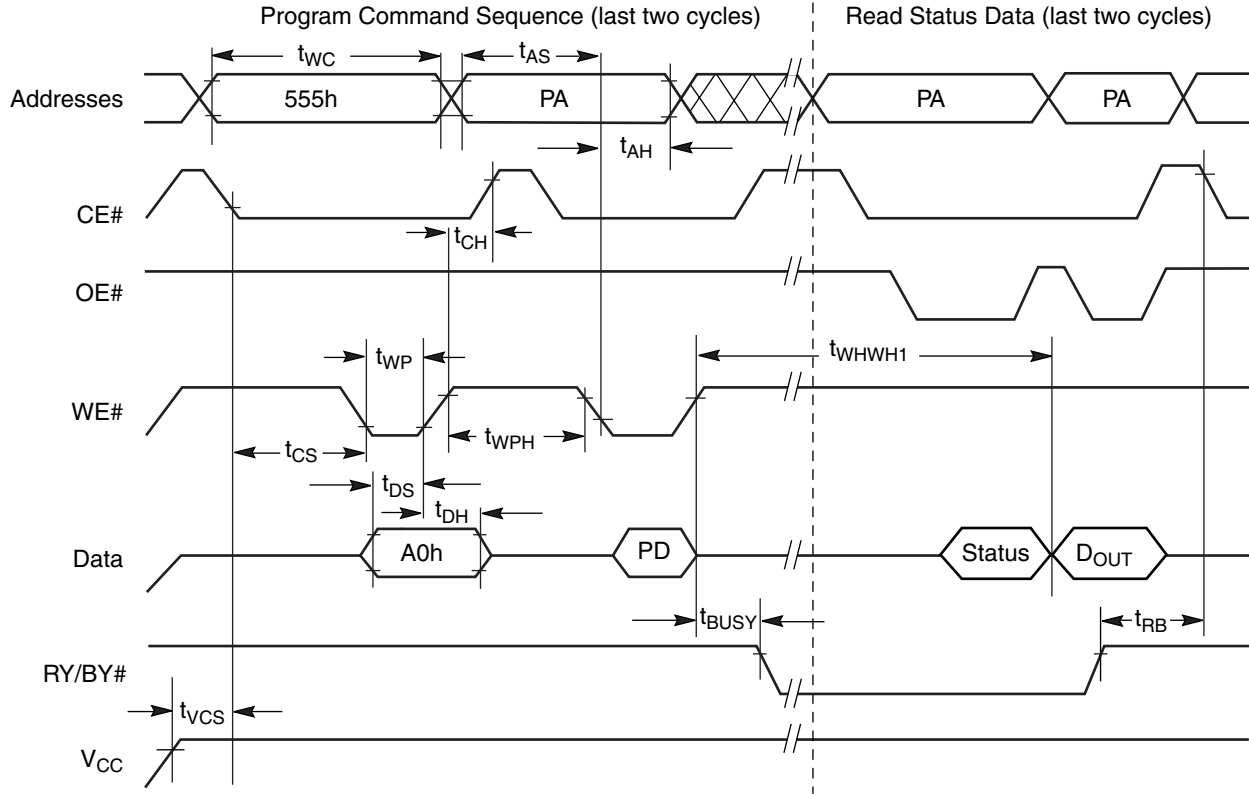 Program Command Sequence (last two cycles)
Read Status Data (last two cycles)
tWC
tAS
Addresses
555h
PA
PA
PA
tAH
CE#
tCH
OE#
tWP
tWHWH1
WE#
tCS
tWPH
tDS
tDH
Data
A0h
PD
Status
DOUT
tBUSY
tRB
RY/BY#
tVCS
VCC